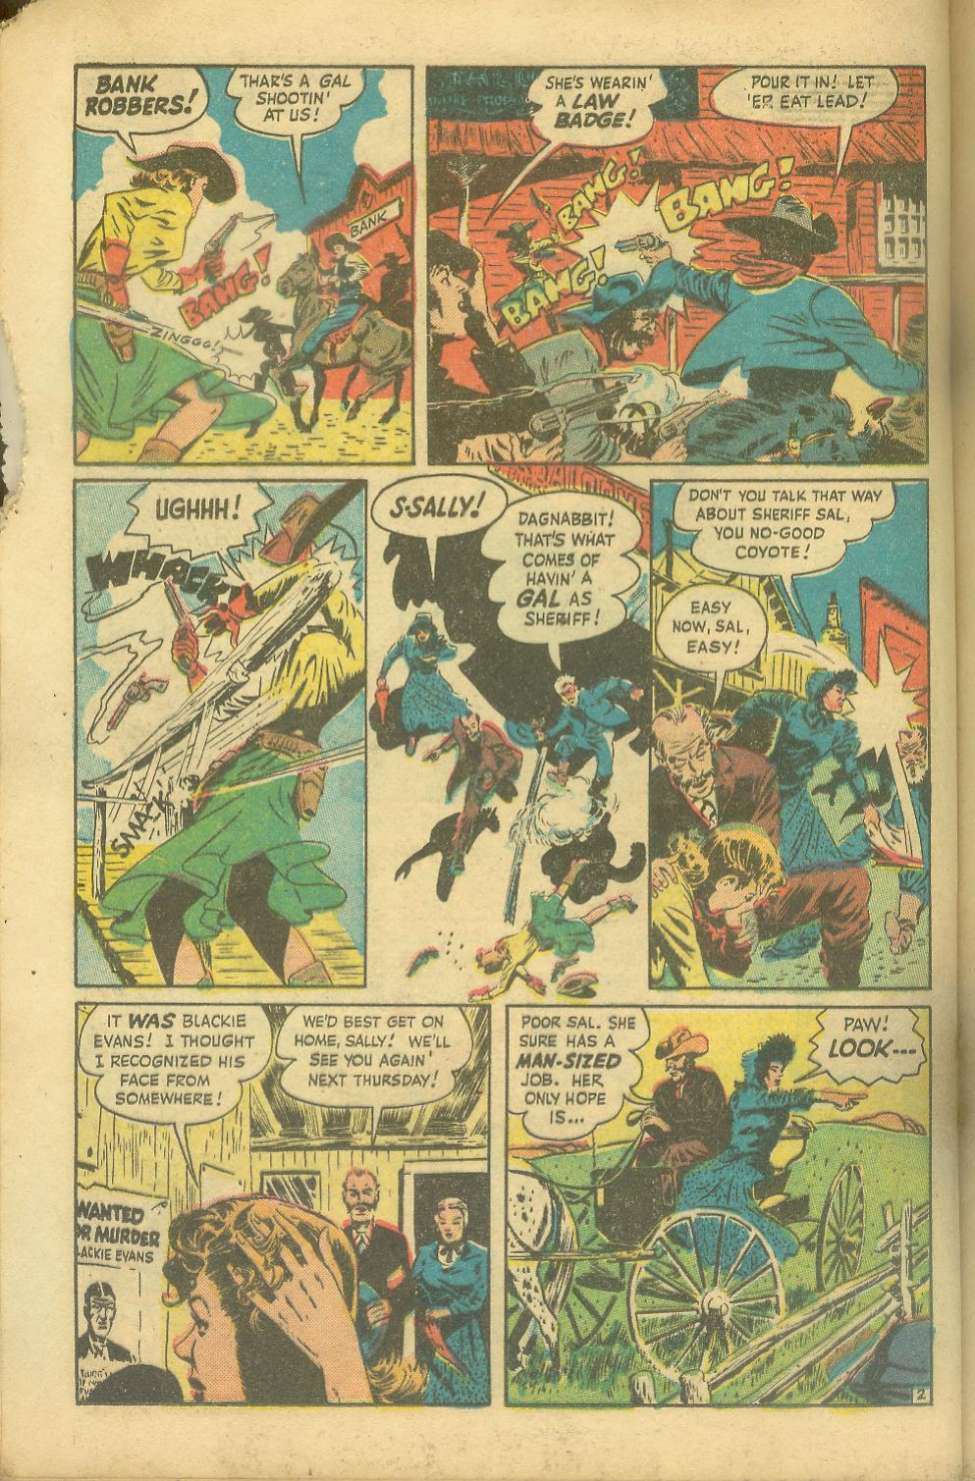 BANK
ROBBERS!
THAR'S A GAL
SHOOTIN'
AT US!
BANK
BANG!
ZINGGG!
SHE'S WEARIN'
A LAW
BADGE!
POUR IT IN! LET
'ER EAT LEAD!
BANG!
BANG!
BANG!
UGHHH!
WHACK
SMACK
S-SALLY!
DAGNABBIT!
THAT'S WHAT
COMES OF
HAVIN' A
GAL AS
SHERIFF!
DON'T YOU TALK THAT WAY
ABOUT SHERIFF SAL,
YOU NO-GOOD
COYOTE!
EASY
NOW, SAL,
EASY!
IT WAS BLACKIE
EVANS! I THOUGHT
I RECOGNIZED HIS
FACE FROM
SOMEWHERE!
WE'D BEST GET ON
HOME, SALLY! WE'LL
SEE YOU AGAIN'
NEXT THURSDAY!
WANTED
OR MURDER
LACKIE EVANS
POOR SAL. SHE
SURE HAS A
MAN-SIZED
JOB. HER
ONLY HOPE
IS...
PAW!
LOOK---
2